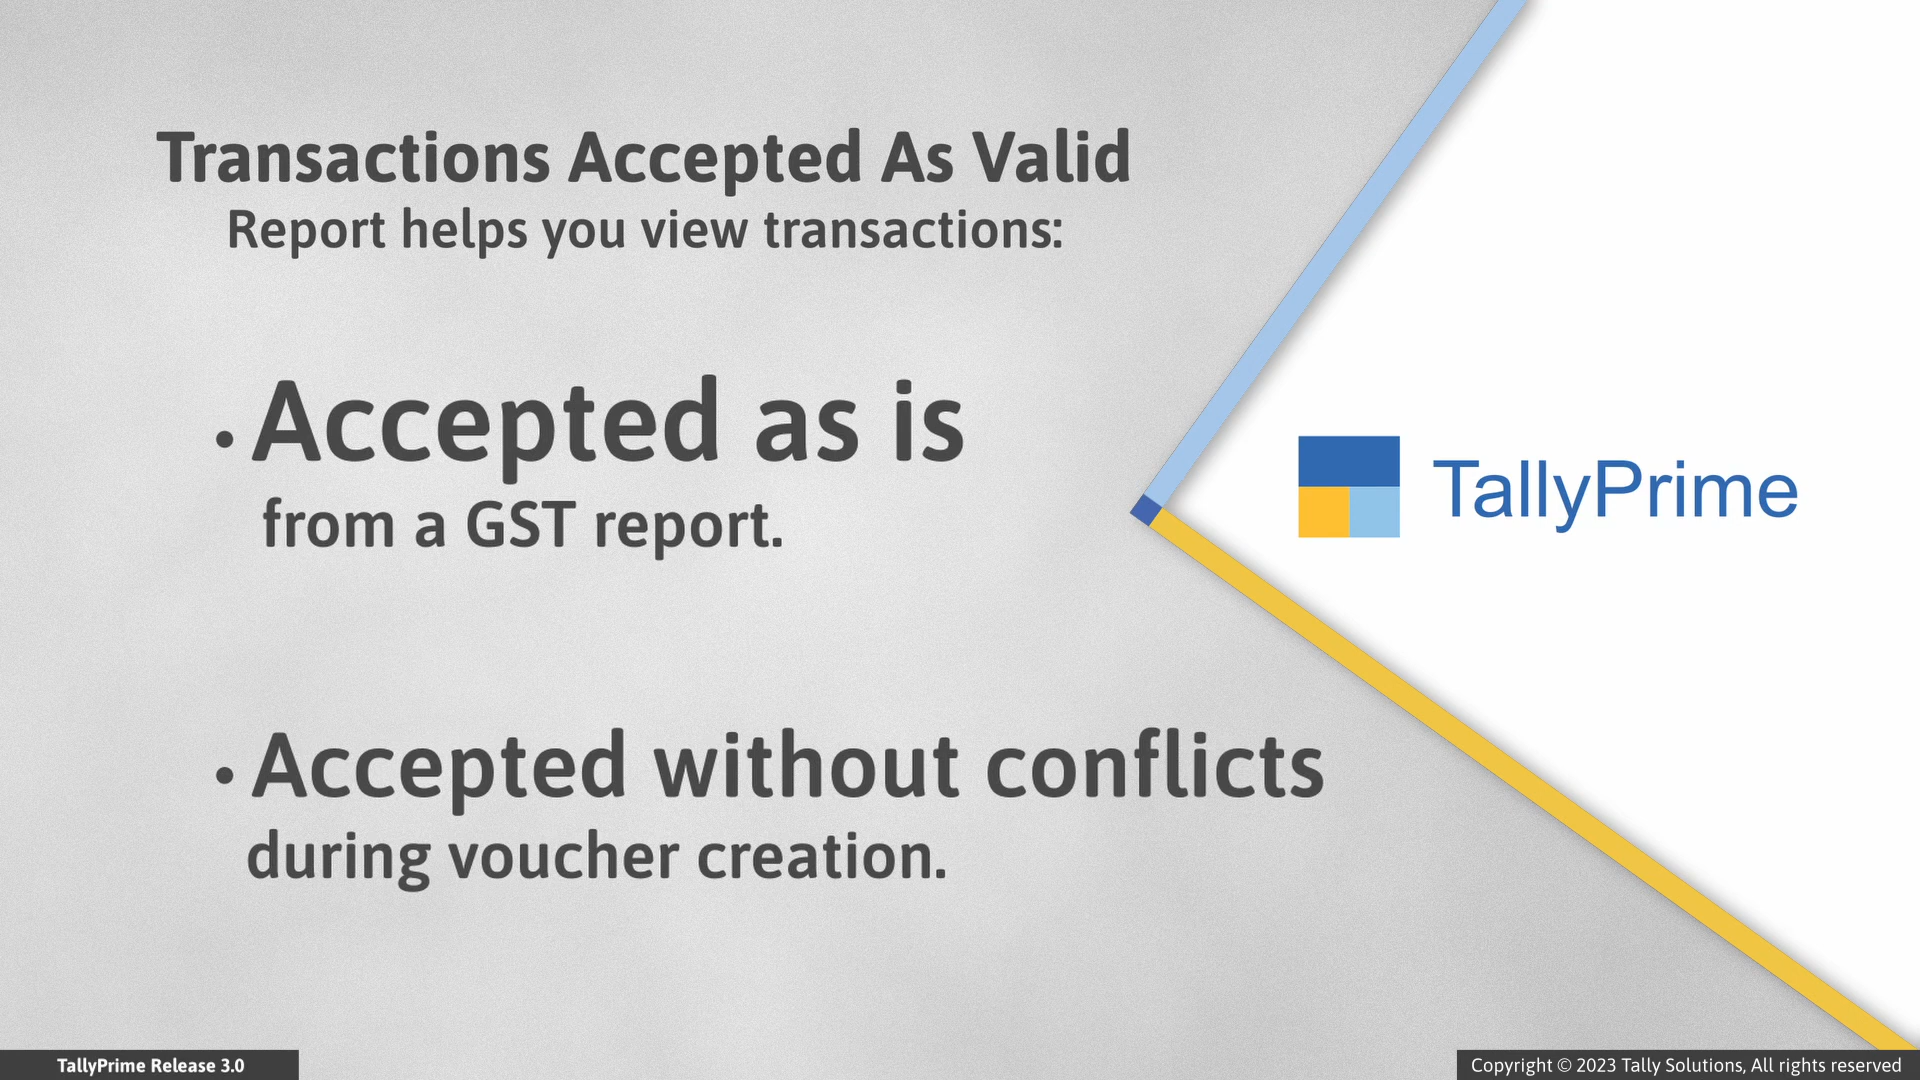 Transactions Accepted As Valid
Report helps you view transactions:
• Accepted as is
from a GST report.
TallyPrime
• Accepted without conflicts
during voucher creation.
TallyPrime Release 3.0
Copyright © 2023 Tally Solutions, All rights reserved